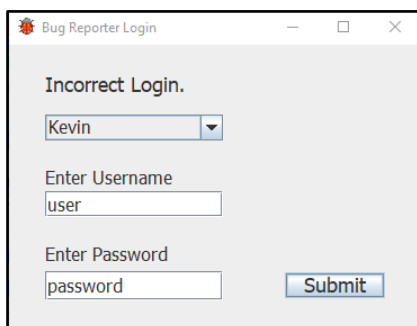 Bug Reporter Login
Incorrect Login.
Kevin
Enter Username
user
Enter Password
password
Submit